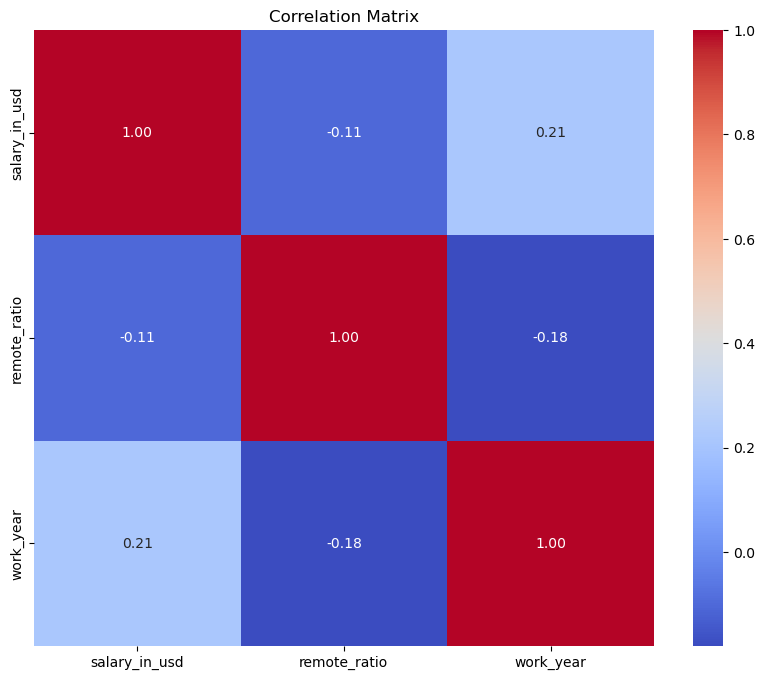 Correlation Matrix
salary_in_usd
1.00
-0.11
0.21
remote_ratio
-0.11
1.00
-0.18
work_year
0.21
-0.18
1.00
salary_in_usd
remote_ratio
work_year
1.0
0.8
0.6
0.4
0.2
0.0